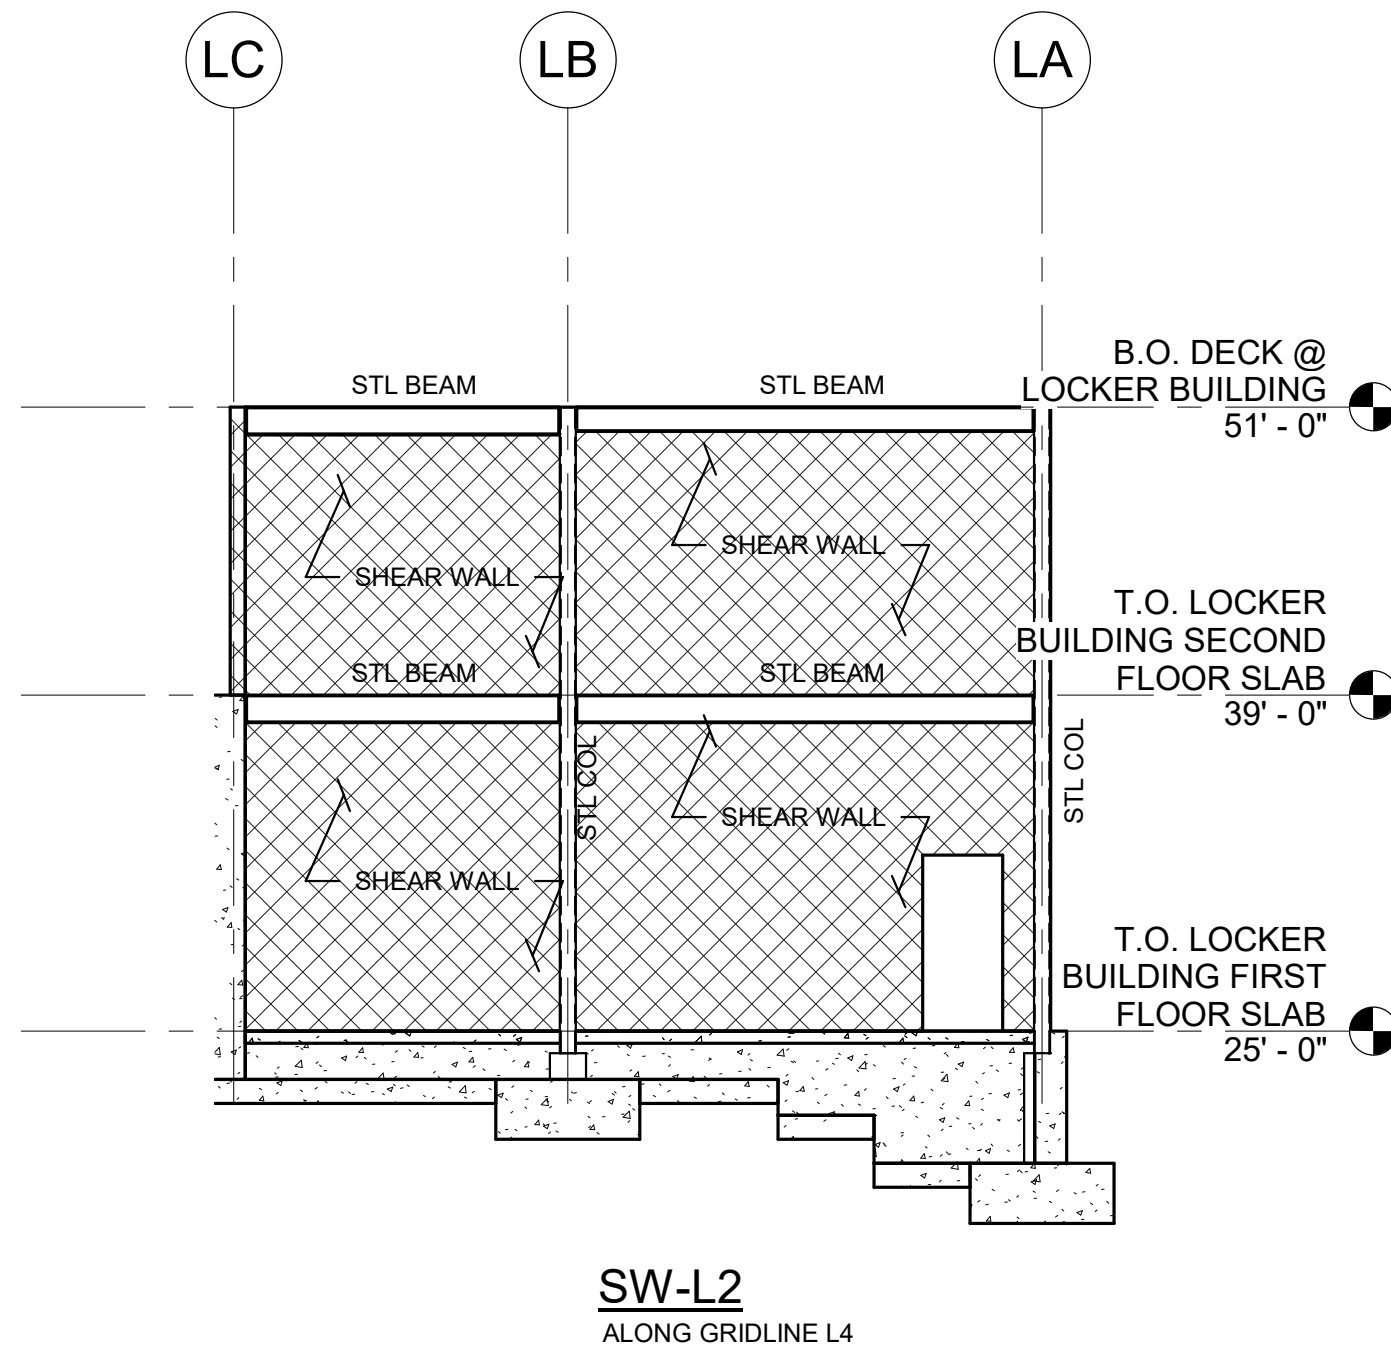 LC
LB
LA
B.O. DECK @
LOCKER BUILDING
51' - 0"
STL BEAM
STL BEAM
SHEAR WALL
SHEAR WALL
T.O. LOCKER
BUILDING SECOND
FLOOR SLAB
39' - 0"
STL BEAM
STL BEAM
STL COL
STL COL
SHEAR WALL
SHEAR WALL
T.O. LOCKER
BUILDING FIRST
FLOOR SLAB
25' - 0"
SW-L2
ALONG GRIDLINE L4